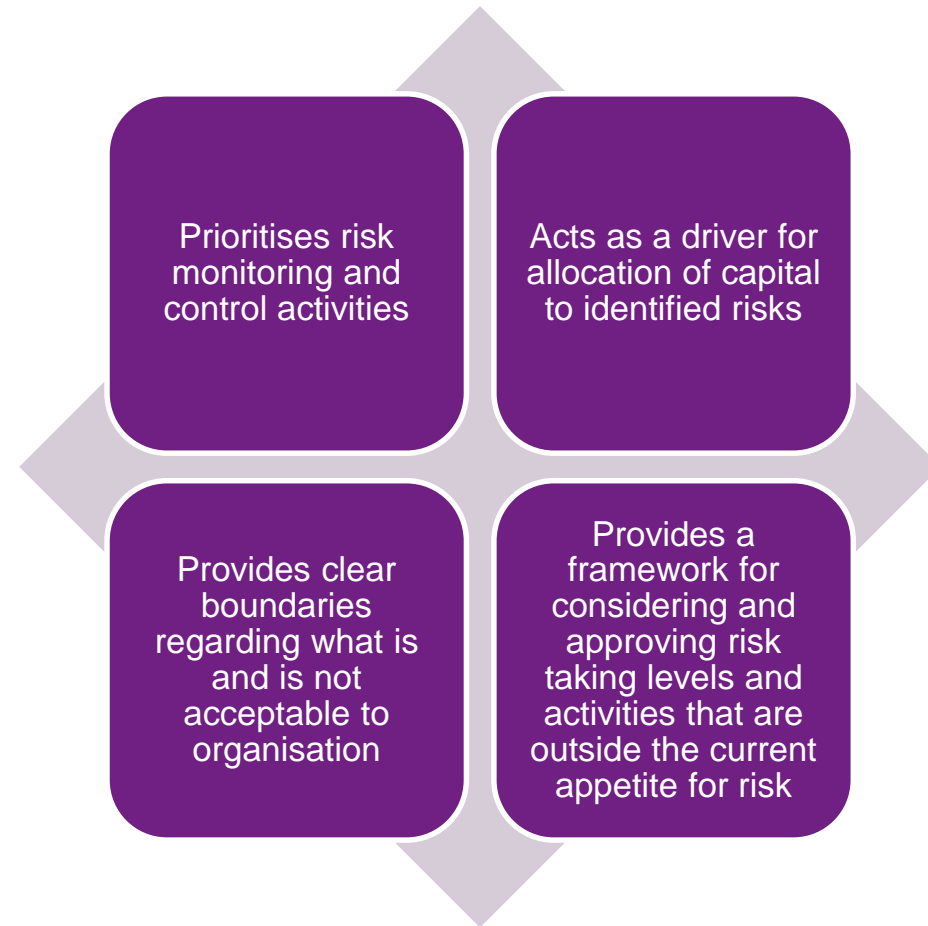 Prioritises risk
monitoring and
control activities
Acts as a driver for
allocation of capital
to identified risks
Provides clear
boundaries
regarding what is
and is not
acceptable to
organisation
Provides a
framework for
considering and
approving risk
taking levels and
activities that are
outside the current
appetite for risk